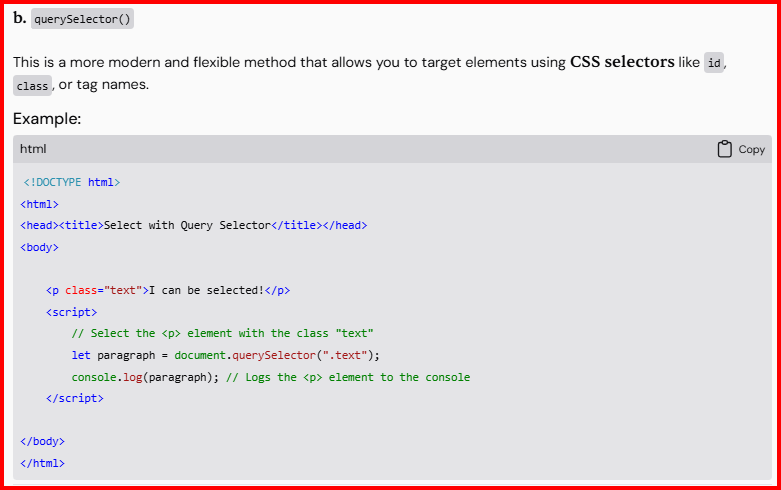 b. querySelector()
This is a more modern and flexible method that allows you to target elements using CSS selectors like id,
class, or tag names.
Example:
html
Copy
<!DOCTYPE html>
<html>
<head><title>Select with Query Selector</title></head>
<body>
    <p class="text">I can be selected!</p>
    <script>
        // Select the <p> element with the class "text"
        let paragraph = document.querySelector(".text");
        console.log(paragraph); // Logs the <p> element to the console
    </script>
</body>
</html>